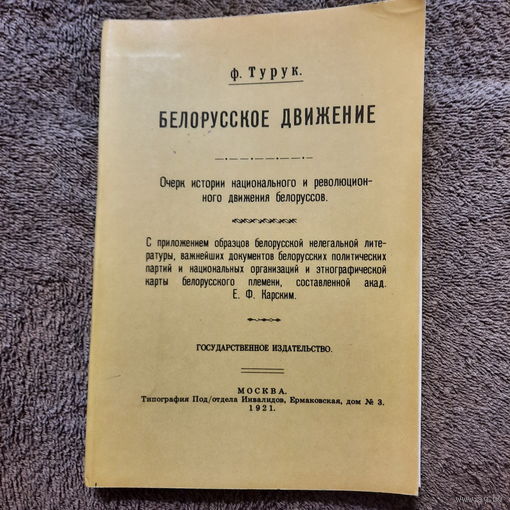 Ф. Турук.
БЕЛОРУССКОЕ ДВИЖЕНИЕ
Очерк истории национального и революцион-
ного движения белоруссов.
С приложением образцов белорусской нелегальной лите-
ратуры, важнейших документов белорусских политических
партий и национальных организаций и этнографической
карты белорусского племени, составленной акад.
Е. Ф. Карским.
ГОСУДАРСТВЕННОЕ ИЗДАТЕЛЬСТВО.
МОСКВА.
Типография Под/отдела Инвалидов, Ермаковская, дом № 3.
1921.